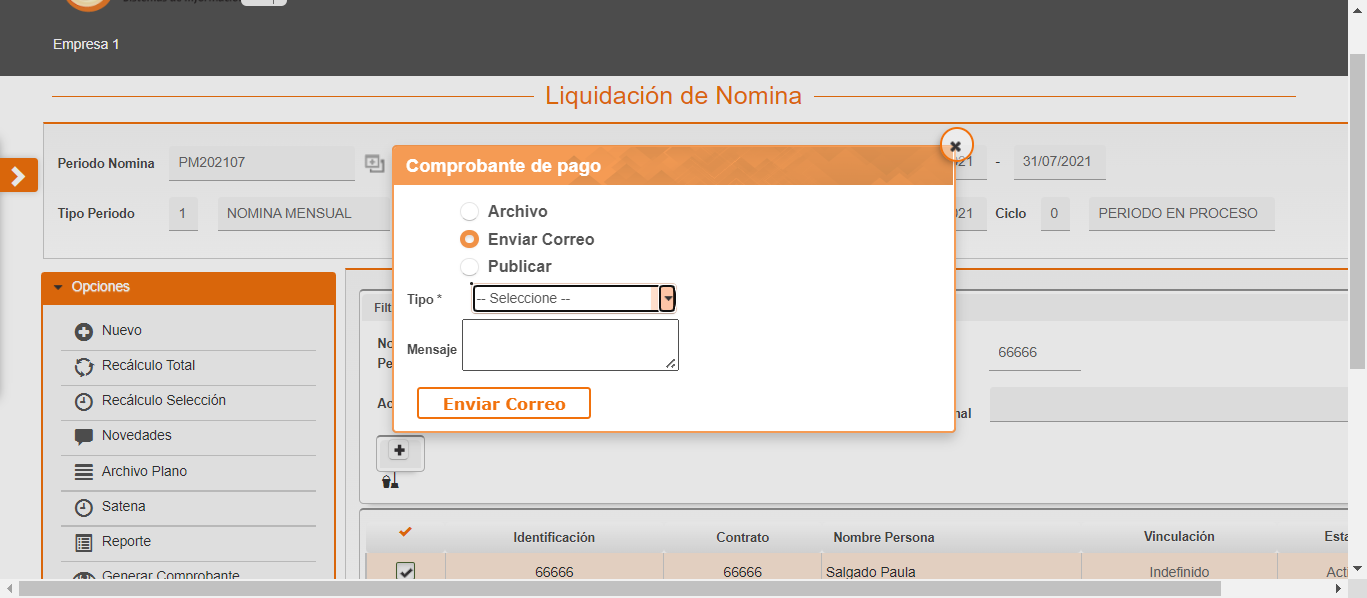 Empresa 1
Liquidación de Nomina
Periodo Nomina PM202107 21 - 31/07/2021
Tipo Periodo 1 NOMINA MENSUAL 021 Ciclo 0 PERIODO EN PROCESO
Comprobante de pago
Archivo
Enviar Correo
Publicar
Tipo *
-- Seleccione --
Mensaje
Enviar Correo
Opciones
Nuevo
Recálculo Total
Recálculo Selección
Novedades
Archivo Plano
Satena
Reporte
Generar Comprobante
Filt
No
Pe
66666
Ac
nal
Identificación Contrato Nombre Persona Vinculación Esta
66666 66666 Salgado Paula Indefinido Acti